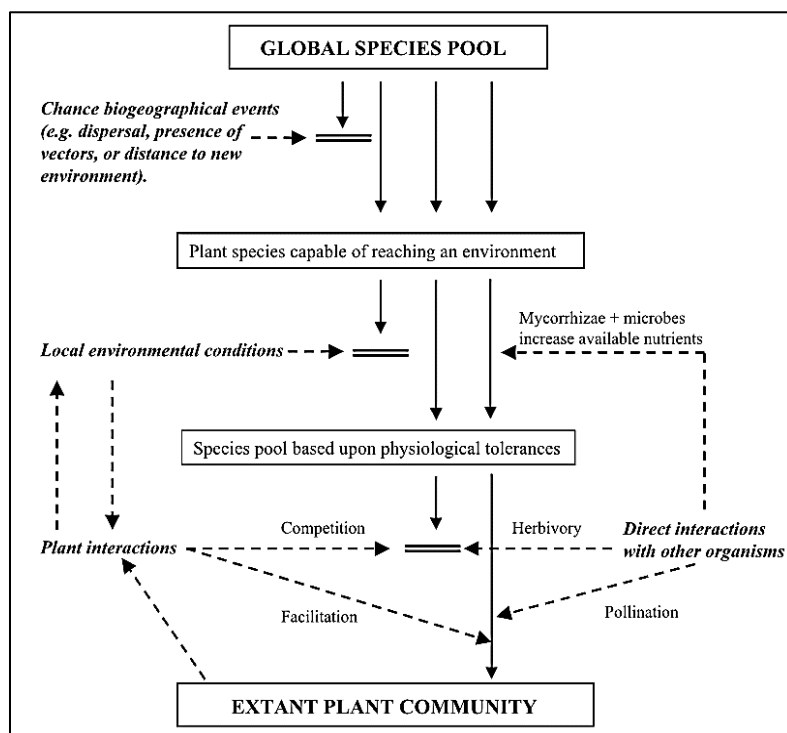 GLOBAL SPECIES POOL
Chance biogeographical events
(e.g. dispersal, presence of
vectors, or distance to new
environment).
Plant species capable of reaching an environment
Mycorrhizae + microbes
increase available nutrients
Local environmental conditions
Species pool based upon physiological tolerances
Competition
Herbivory
Direct interactions
with other organisms
Plant interactions
Facilitation
Pollination
EXTANT PLANT COMMUNITY